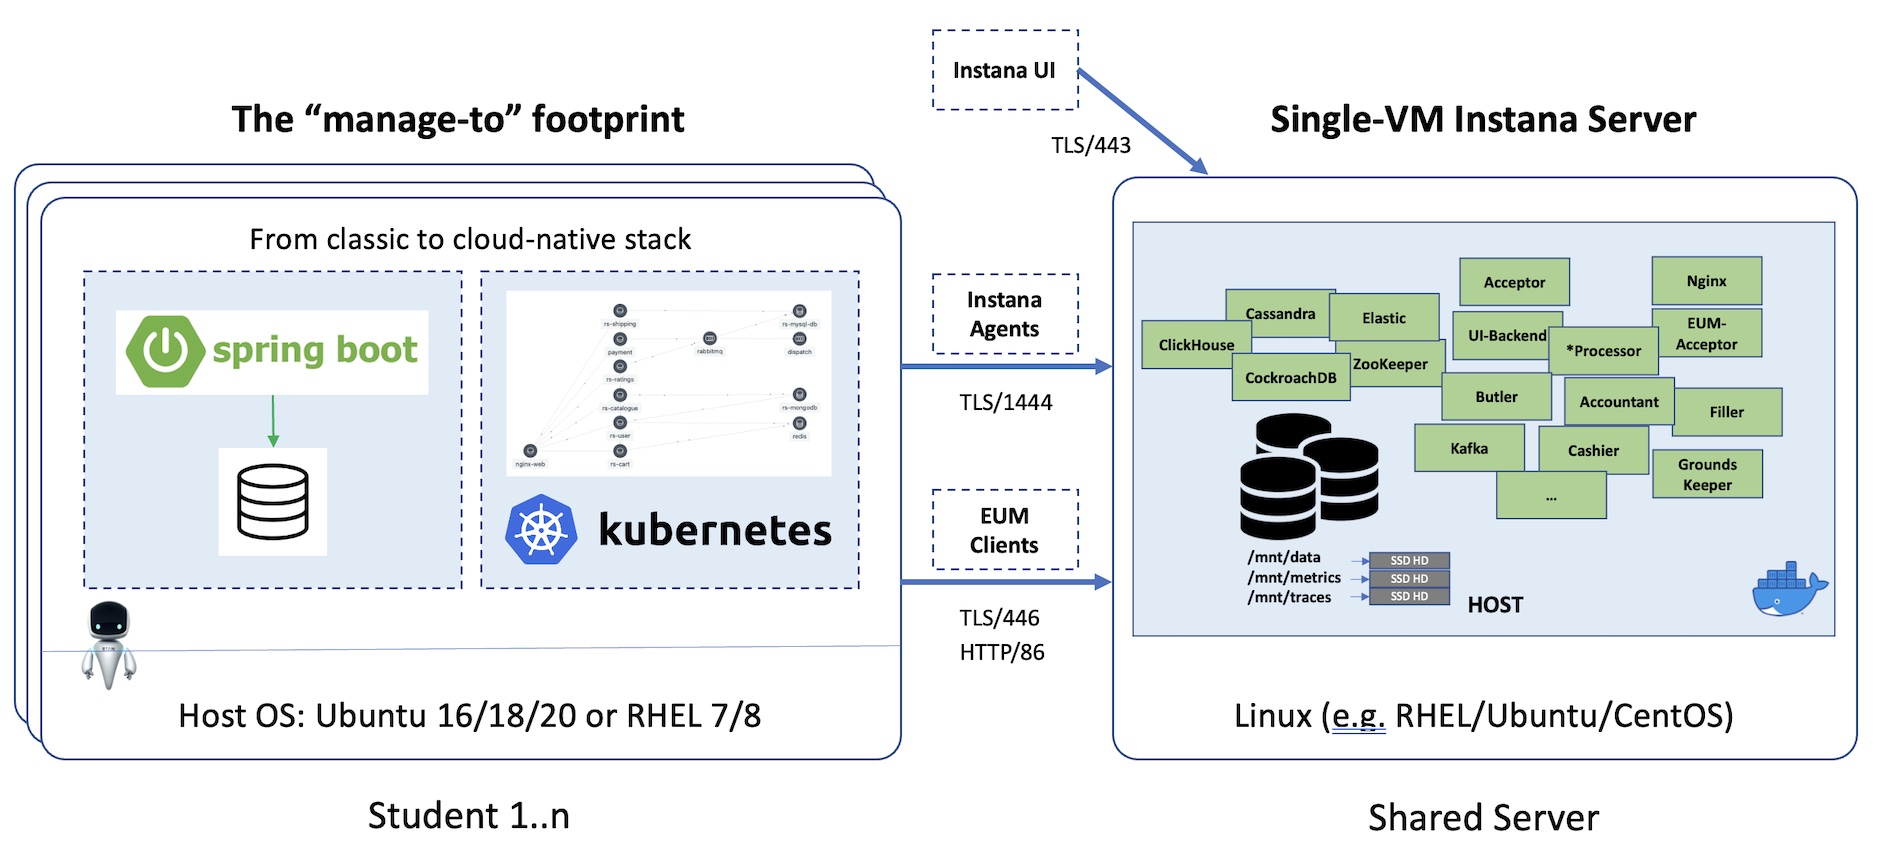 Instana UI
TLS/443
The “manage-to” footprint
Single-VM Instana Server
From classic to cloud-native stack
spring boot
rs-shipping
payment
rs-ratings
rs-catalogue
rs-user
rs-cart
nginx-web
rabbitmq
rs-mysql-db
dispatch
rs-mongodb
redis
kubernetes
Host OS: Ubuntu 16/18/20 or RHEL 7/8
Student 1..n
Instana
Agents
TLS/1444
EUM
Clients
TLS/446
HTTP/86
Acceptor
Nginx
Cassandra
Elastic
ClickHouse
UI-Backend
*Processor
EUM-
Acceptor
CockroachDB
ZooKeeper
Butler
Accountant
Filler
Kafka
Cashier
Grounds
Keeper
...
/mnt/data
SSD HD
/mnt/metrics
SSD HD
/mnt/traces
SSD HD
HOST
Linux (e.g. RHEL/Ubuntu/CentOS)
Shared Server